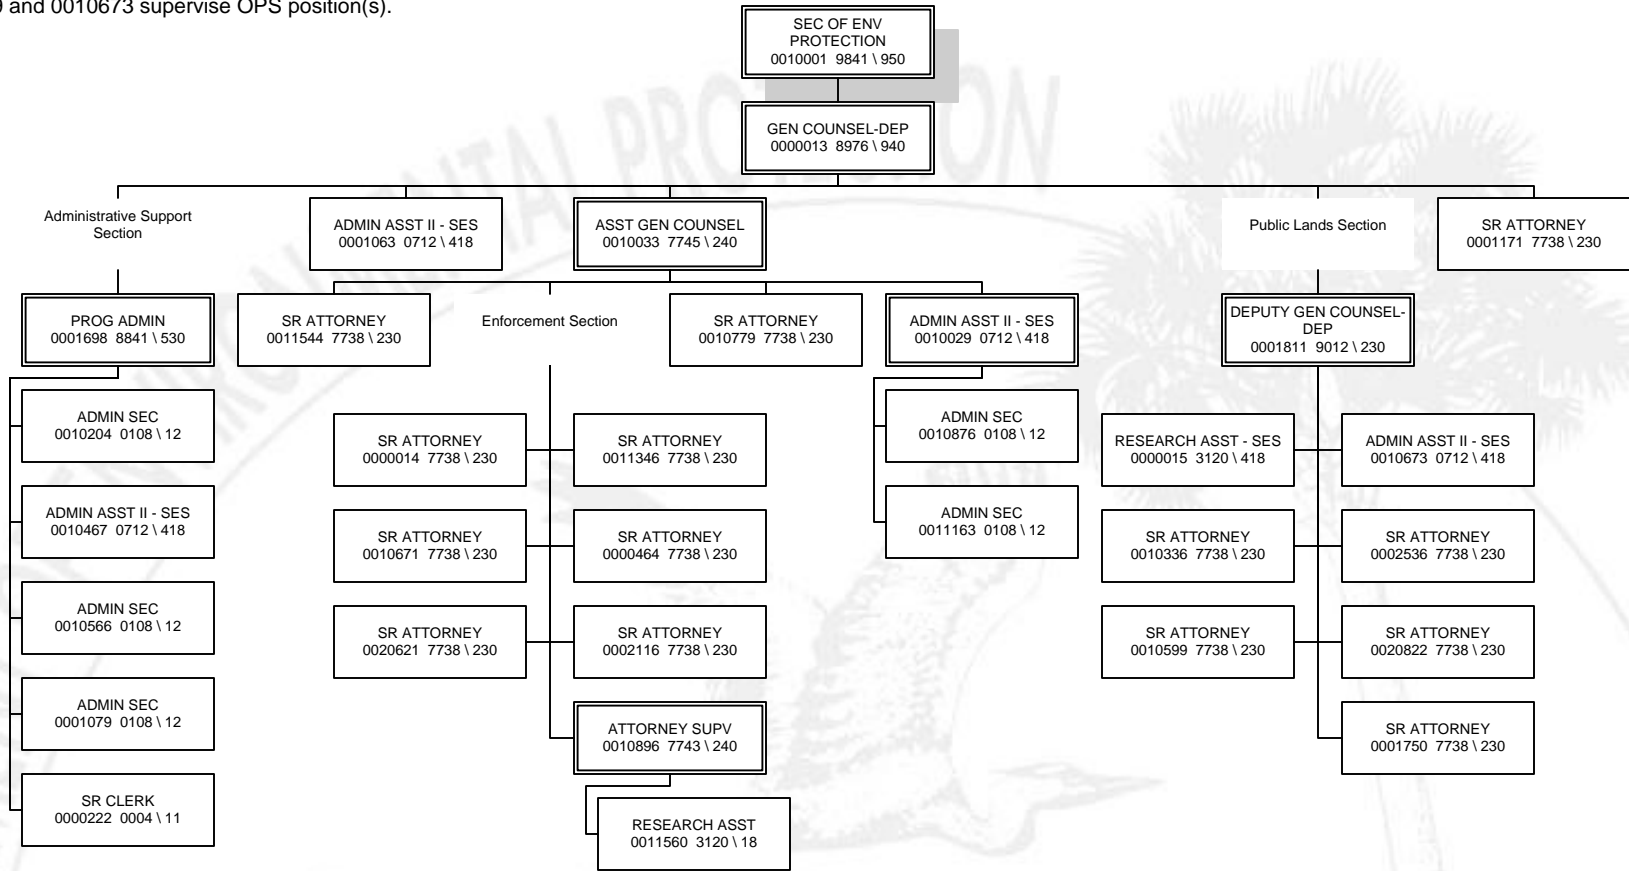 9 and 0010673 supervise OPS position(s).
SEC OF ENV
PROTECTION
0010001 9841 \ 950
GEN COUNSEL-DEP
0000013 8976 \ 940
Administrative Support
Section
ADMIN ASST II - SES
0001063 0712 \ 418
ASST GEN COUNSEL
0010033 7745 \ 240
Public Lands Section
SR ATTORNEY
0001171 7738 \ 230
PROG ADMIN
0001698 8841 \ 530
SR ATTORNEY
0011544 7738 \ 230
Enforcement Section
SR ATTORNEY
0010779 7738 \ 230
ADMIN ASST II - SES
0010029 0712 \ 418
DEPUTY GEN COUNSEL-
DEP
0001811 9012 \ 230
ADMIN SEC
0010204 0108 \ 12
ADMIN ASST II - SES
0010467 0712 \ 418
ADMIN SEC
0010566 0108 \ 12
ADMIN SEC
0001079 0108 \ 12
SR CLERK
0000222 0004 \ 11
SR ATTORNEY
0000014 7738 \ 230
SR ATTORNEY
0011346 7738 \ 230
SR ATTORNEY
0010671 7738 \ 230
SR ATTORNEY
0000464 7738 \ 230
SR ATTORNEY
0020621 7738 \ 230
SR ATTORNEY
0002116 7738 \ 230
ATTORNEY SUPV
0010896 7743 \ 240
RESEARCH ASST
0011560 3120 \ 18
ADMIN SEC
0010876 0108 \ 12
ADMIN SEC
0011163 0108 \ 12
RESEARCH ASST - SES
0000015 3120 \ 418
ADMIN ASST II - SES
0010673 0712 \ 418
SR ATTORNEY
0010336 7738 \ 230
SR ATTORNEY
0002536 7738 \ 230
SR ATTORNEY
0010599 7738 \ 230
SR ATTORNEY
0020822 7738 \ 230
SR ATTORNEY
0001750 7738 \ 230